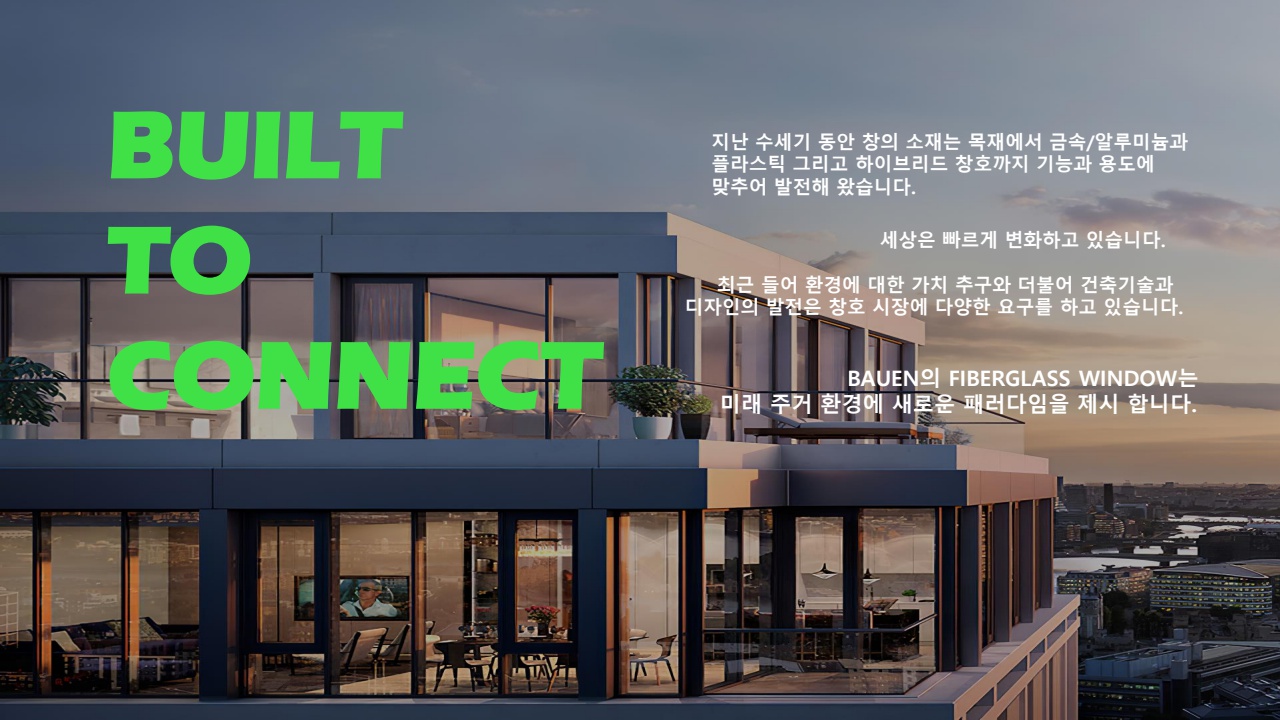 BUILT
TO
CONNECT
지난 수세기 동안 창의 소재는 목재에서 금속/알루미늄과
플라스틱 그리고 하이브리드 창호까지 기능과 용도에
맞추어 발전해 왔습니다.
세상은 빠르게 변화하고 있습니다.
최근 들어 환경에 대한 가치 추구와 더불어 건축기술과
디자인의 발전은 창호 시장에 다양한 요구를 하고 있습니다.
BAUEN의 FIBERGLASS WINDOW는
미래 주거 환경에 새로운 패러다임을 제시 합니다.